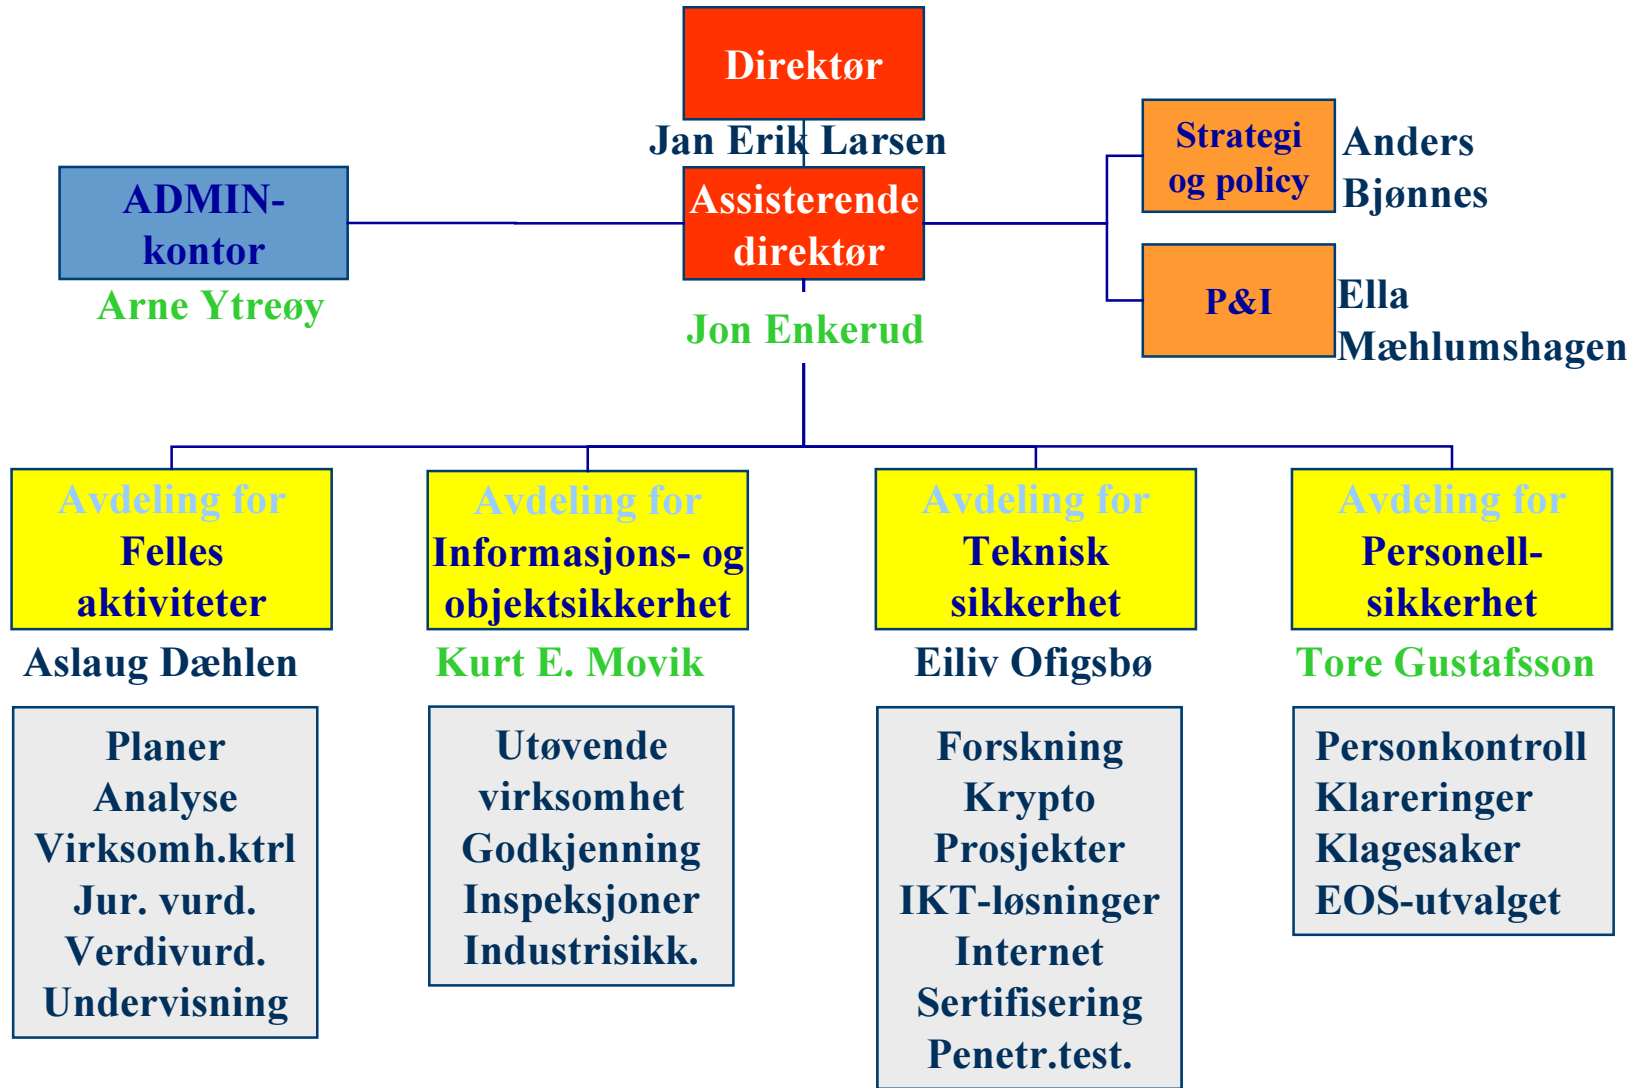 Direktør
Jan Erik Larsen
Assisterende
direktør
Jon Enkerud
ADMIN-
kontor
Arne Ytreøy
Strategi
og policy
Anders
Bjønnes
P&I
Ella
Mæhlumshagen
Avdeling for
Felles
aktiviteter
Aslaug Dæhlen
Planer
Analyse
Virksomh.ktrl
Jur. vurd.
Verdivurd.
Undervisning
Avdeling for
Informasjons- og
objektsikkerhet
Kurt E. Movik
Utøvende
virksomhet
Godkjenning
Inspeksjoner
Industrisikk.
Avdeling for
Teknisk
sikkerhet
Eiliv Ofigsbø
Forskning
Krypto
Prosjekter
IKT-løsninger
Internet
Sertifisering
Penetr.test.
Avdeling for
Personell-
sikkerhet
Tore Gustafsson
Personkontroll
Klareringer
Klagesaker
EOS-utvalget